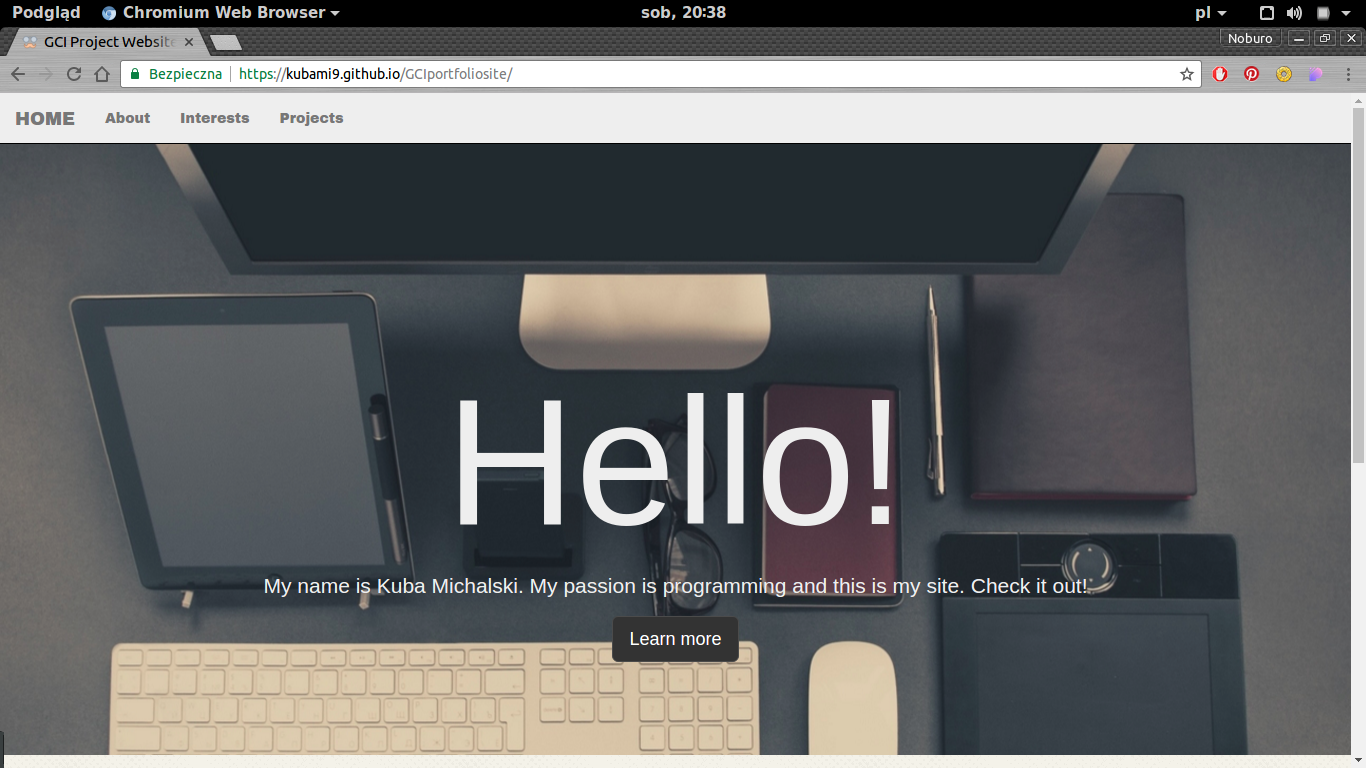 Podgląd Chromium Web Browser sob, 20:38 pl
GCI Project Website Noburo
Bezpieczna https://kubami9.github.io/GCIportfoliosite/
HOME About Interests Projects
Hello!
My name is Kuba Michalski. My passion is programming and this is my site. Check it out!
Learn more